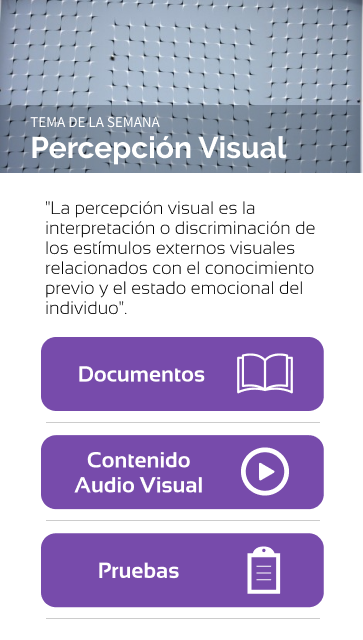 TEMA DE LA SEMANA
Percepción Visual
"La percepción visual es la
interpretación o discriminación de
los estímulos externos visuales
relacionados con el conocimiento
previo y el estado emocional del
individuo".
Documentos
Contenido
Audio Visual
Pruebas